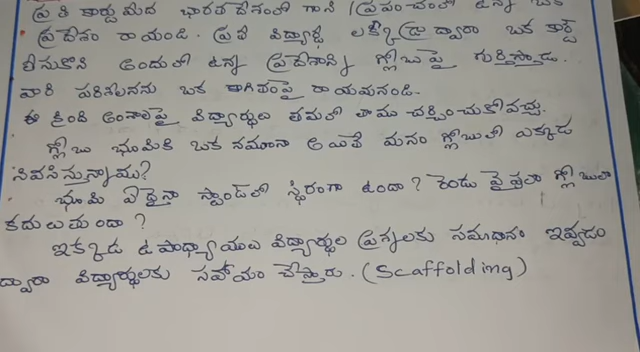 ప్రతి కార్డు మీద భారతదేశంలో గాని / ప్రపంచంలో ఉన్న ఒక
ప్రదేశం రాయండి. ప్రతి విద్యార్థి లక్కీ డ్రా ద్వారా ఒక కార్డ్
తీసుకొని అందులో ఉన్న ప్రదేశాన్ని గ్లోబుపై గుర్తిస్తాడు.
వారి పరిశీలనను ఒక కాగితంపై రాయమనండి.
ఈ క్రింది అంశాలపై విద్యార్థులు తమలో తాము చర్చించుకోవచ్చు.
గ్లోబు భూమికి ఒక నమూనా అయితే మనం గ్లోబులో ఎక్కడ
నివసిస్తున్నాము?
భూమి ఏదైనా స్టాండ్‌లో స్థిరంగా ఉందా? రెండు వైపులా గ్లోబులా
కదులుతుందా?
ఇక్కడ ఉపాధ్యాయులు విద్యార్థుల ప్రశ్నలకు సమాధానం ఇవ్వడం
ద్వారా విద్యార్థులకు సహాయం చేస్తారు. (Scaffolding)